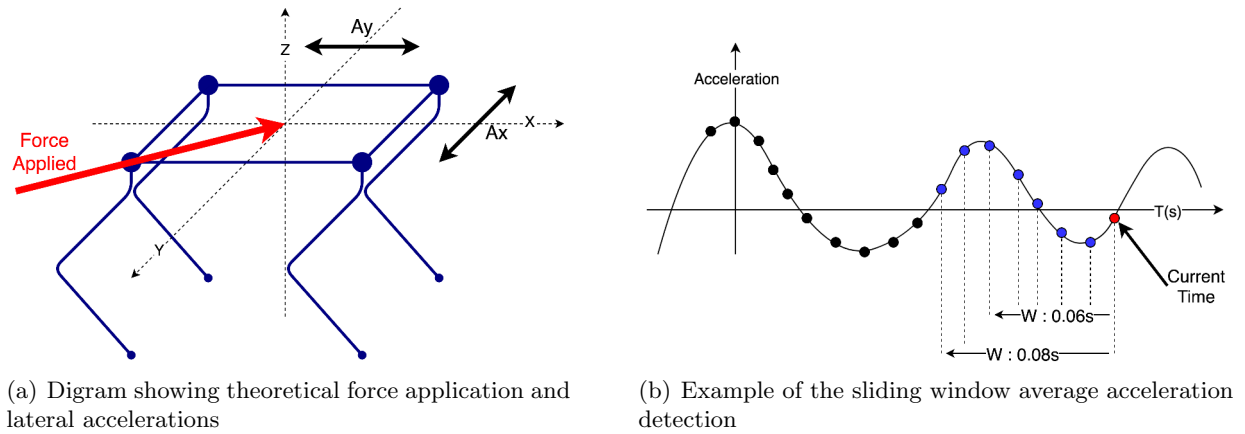 Ay
Z
X
Ax
Force
Applied
Y
Acceleration
T(s)
Current
Time
W : 0.06s
W : 0.08s
(a) Digram showing theoretical force application and
lateral accelerations
(b) Example of the sliding window average acceleration
detection